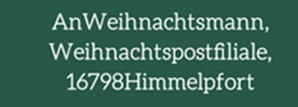 AnWeihnachtsmann,
Weihnachtspostfiliale,
16798Himmelpfort